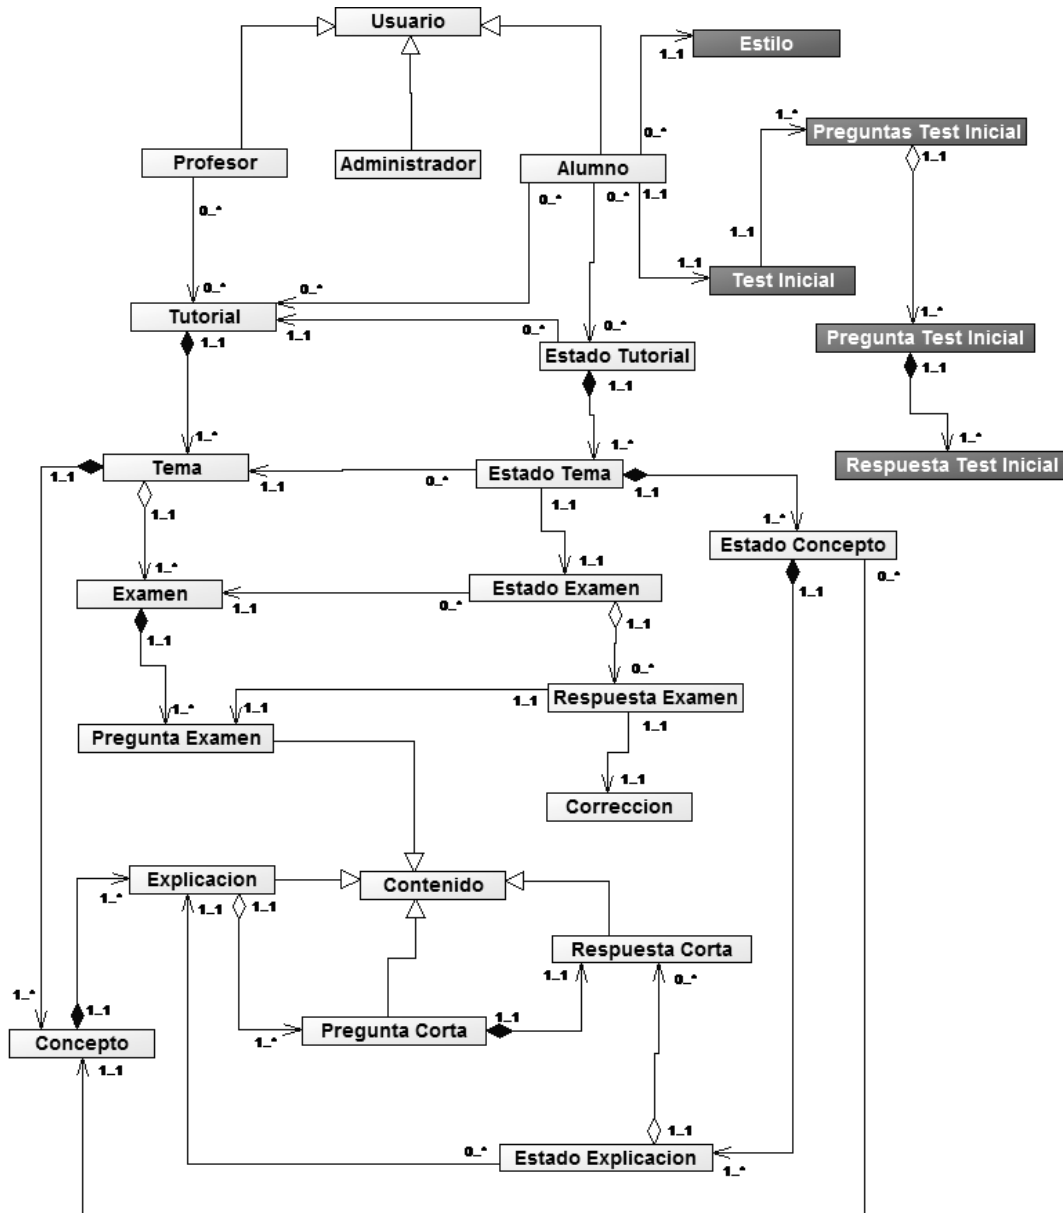 Usuario
Estilo
1..1
0..*
1..*
Preguntas Test Inicial
Profesor
Administrador
Alumno
1..1
0..*
0..*
0..*
1..1
1..1
1..1
Test Inicial
0..*
0..*
Tutorial
1..1
1..1
0..*
0..*
1..*
Pregunta Test Inicial
Estado Tutorial
1..1
1..1
1..*
1..*
1..*
Tema
1..1
1..1
0..*
Estado Tema
1..1
Respuesta Test Inicial
1..1
1..1
1..*
Estado Concepto
1..*
1..1
0..*
Examen
1..1
0..*
Estado Examen
1..1
1..1
1..1
0..*
1..*
1..1
1..1
Respuesta Examen
1..1
Pregunta Examen
1..1
Correccion
Explicacion
Contenido
1..*
1..1
1..1
Respuesta Corta
1..1
0..*
1..*
1..1
1..1
Concepto
1..*
Pregunta Corta
1..1
1..1
0..*
Estado Explicacion
1..*